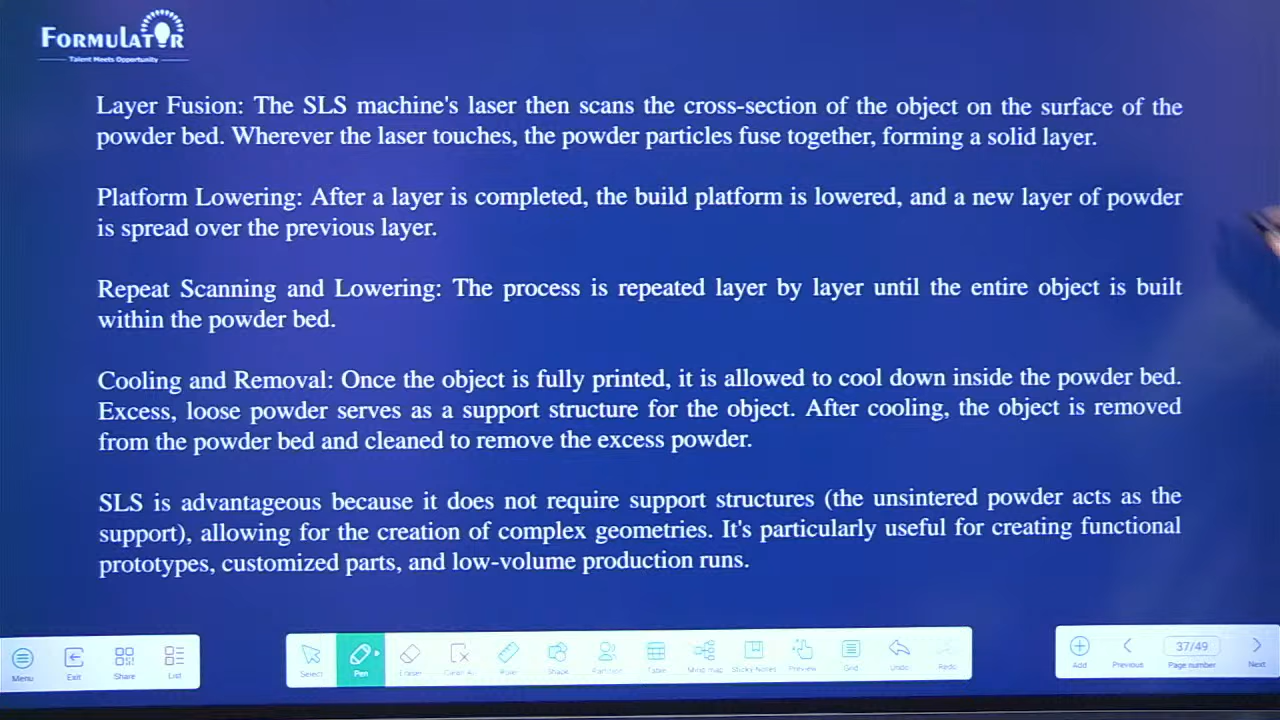 FORMULATOR
Talent Meets Opportunity
Layer Fusion: The SLS machine's laser then scans the cross-section of the object on the surface of the
powder bed. Wherever the laser touches, the powder particles fuse together, forming a solid layer.
Platform Lowering: After a layer is completed, the build platform is lowered, and a new layer of powder
is spread over the previous layer.
Repeat Scanning and Lowering: The process is repeated layer by layer until the entire object is built
within the powder bed.
Cooling and Removal: Once the object is fully printed, it is allowed to cool down inside the powder bed.
Excess, loose powder serves as a support structure for the object. After cooling, the object is removed
from the powder bed and cleaned to remove the excess powder.
SLS is advantageous because it does not require support structures (the unsintered powder acts as the
support), allowing for the creation of complex geometries. It's particularly useful for creating functional
prototypes, customized parts, and low-volume production runs.
Menu Exit Share List Select Pen Eraser Ruler Shape Table Mind map Sticky Notes Preview Grid Undo Redo Add Previous Page number Next
37/49